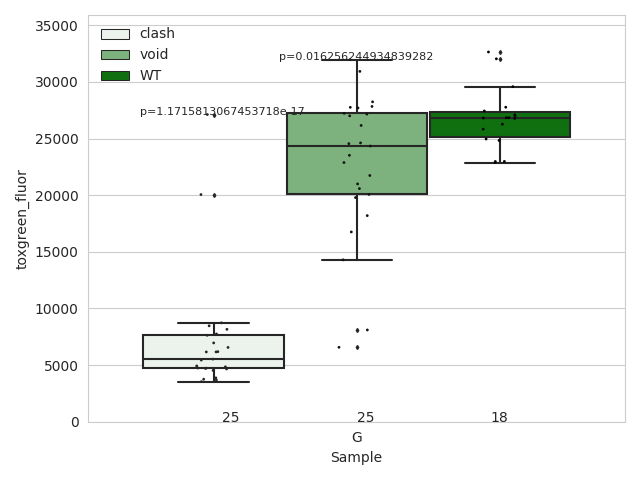 clash
void
WT
p=0.016256244934839282
p=1.1715813067453718e-17
35000
30000
25000
20000
15000
10000
5000
0
toxgreen_fluor
25
25
18
G
Sample